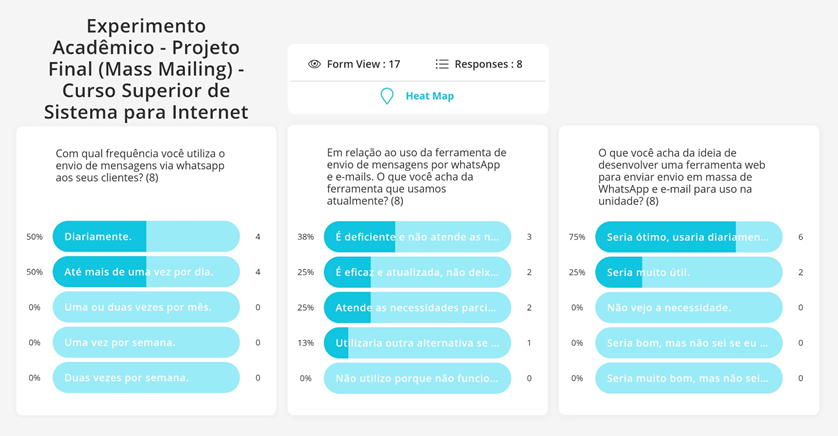 Experimento
Acadêmico - Projeto
Final (Mass Mailing) -
Curso Superior de
Sistema para Internet
Form View : 17
Responses : 8
Heat Map
Com qual frequência você utiliza o
envio de mensagens via whatsapp
aos seus clientes? (8)
50% Diariamente. 4
50% Até mais de uma vez por dia. 4
0% Uma ou duas vezes por mês. 0
0% Uma vez por semana. 0
0% Duas vezes por semana. 0
Em relação ao uso da ferramenta de
envio de mensagens por whatsApp
e e-mails. O que você acha da
ferramenta que usamos
atualmente? (8)
38% É deficiente e não atende as n... 3
25% É eficaz e atualizada, não deix... 2
25% Atende as necessidades parci... 2
13% Utilizaria outra alternativa se ... 1
0% Não utilizo porque não funcio... 0
O que você acha da ideia de
desenvolver uma ferramenta web
para enviar envio em massa de
WhatsApp e e-mail para uso na
unidade? (8)
75% Seria ótimo, usaria diariamen... 6
25% Seria muito útil. 2
0% Não vejo a necessidade. 0
0% Seria bom, mas não sei se eu ... 0
0% Seria muito bom, mas não sei... 0